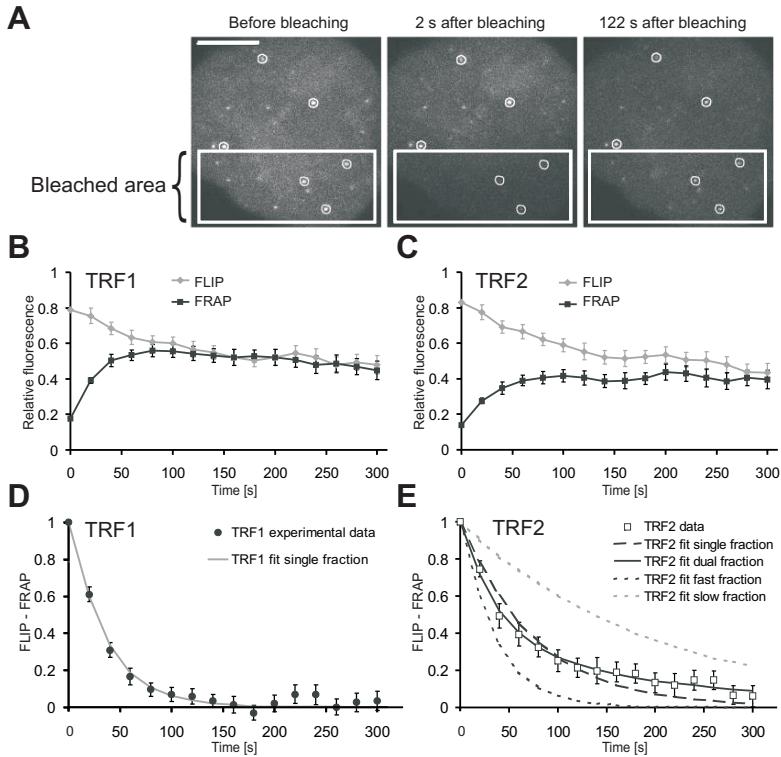 A
Before bleaching
2 s after bleaching
122 s after bleaching
Bleached area
B
TRF1
FLIP
FRAP
Relative fluorescence
1
0.8
0.6
0.4
0.2
0
0
50
100
150
200
250
300
Time [s]
C
TRF2
FLIP
FRAP
Relative fluorescence
1
0.8
0.6
0.4
0.2
0
0
50
100
150
200
250
300
Time [s]
D
TRF1
TRF1 experimental data
TRF1 fit single fraction
FLIP - FRAP
1
0.8
0.6
0.4
0.2
0
0
50
100
150
200
250
300
Time [s]
E
TRF2
TRF2 data
TRF2 fit single fraction
TRF2 fit dual fraction
TRF2 fit fast fraction
TRF2 fit slow fraction
FLIP - FRAP
1
0.8
0.6
0.4
0.2
0
0
50
100
150
200
250
300
Time [s]